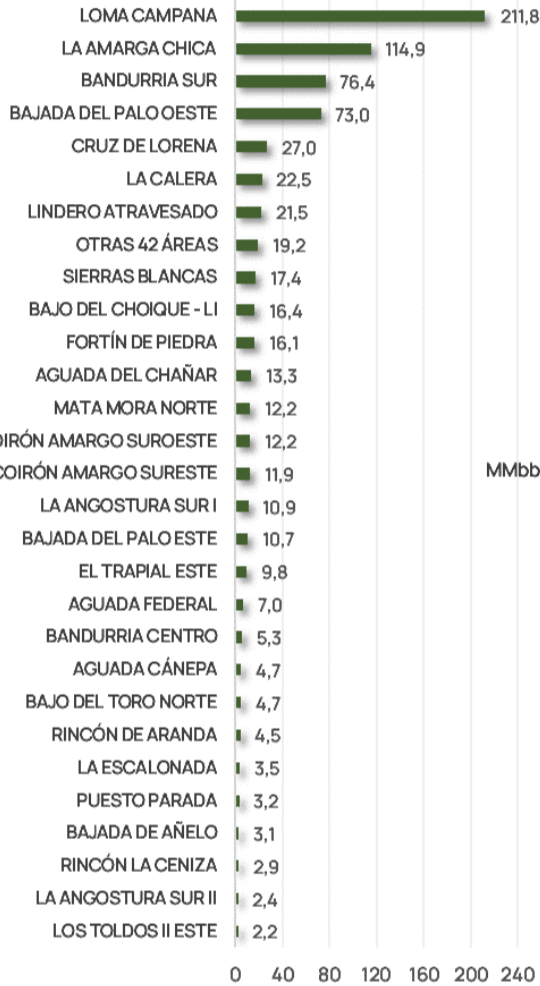 LOMA CAMPANA 211,8
LA AMARGA CHICA 114,9
BANDURRIA SUR 76,4
BAJADA DEL PALO OESTE 73,0
CRUZ DE LORENA 27,0
LA CALERA 22,5
LINDERO ATRAVESADO 21,5
OTRAS 42 ÁREAS 19,2
SIERRAS BLANCAS 17,4
BAJO DEL CHOIQUE - LI 16,4
FORTÍN DE PIEDRA 16,1
AGUADA DEL CHAÑAR 13,3
MATA MORA NORTE 12,2
OIRÓN AMARGO SUROESTE 12,2
COIRÓN AMARGO SURESTE 11,9
MMbb
LA ANGOSTURA SUR I 10,9
BAJADA DEL PALO ESTE 10,7
EL TRAPIAL ESTE 9,8
AGUADA FEDERAL 7,0
BANDURRIA CENTRO 5,3
AGUADA CÁNEPA 4,7
BAJO DEL TORO NORTE 4,7
RINCÓN DE ARANDA 4,5
LA ESCALONADA 3,5
PUESTO PARADA 3,2
BAJADA DE AÑELO 3,1
RINCÓN LA CENIZA 2,9
LA ANGOSTURA SUR II 2,4
LOS TOLDOS II ESTE 2,2
0 40 80 120 160 200 240